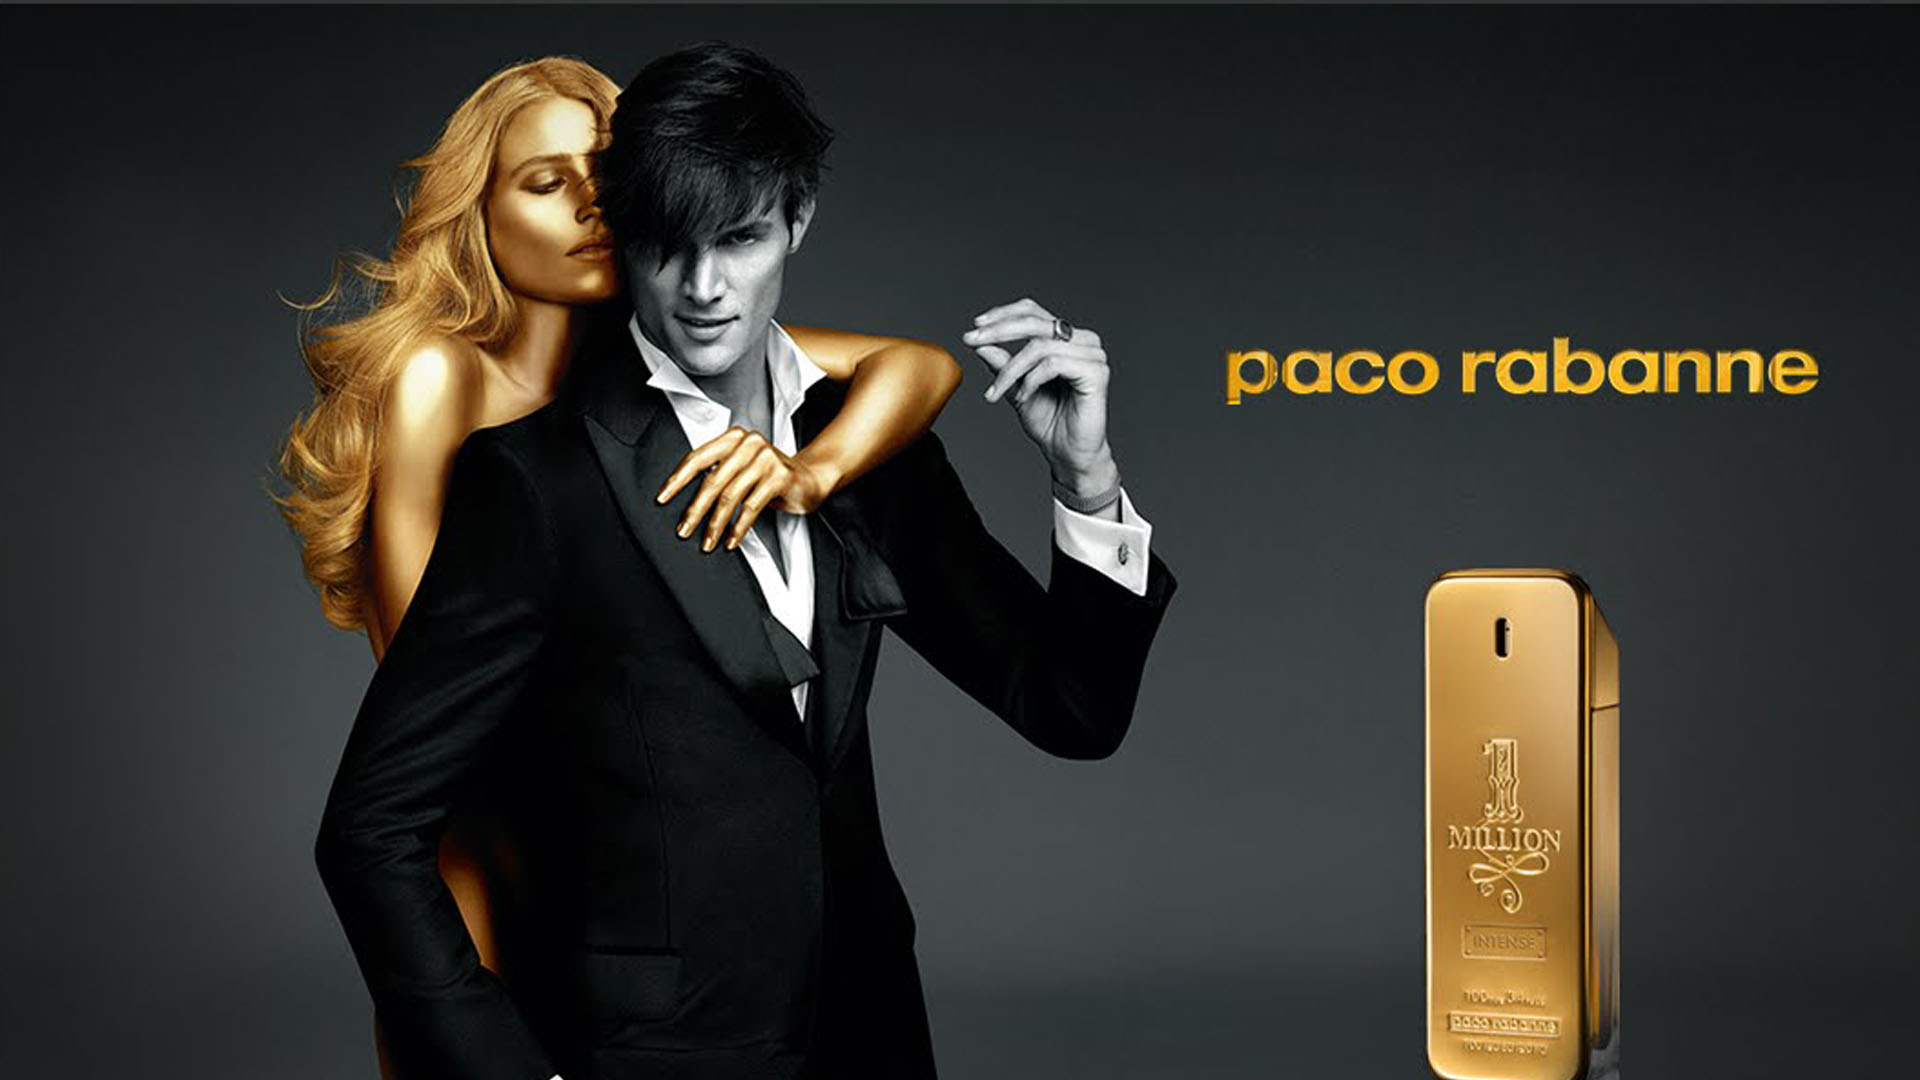 paco rabanne
1
MILLION
INTENSE
paco rabanne